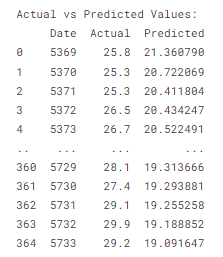 Actual vs Predicted Values:
     Date  Actual  Predicted
0    5369    25.8  21.360790
1    5370    25.3  20.722069
2    5371    25.3  20.411804
3    5372    26.5  20.434247
4    5373    26.7  20.522491
..    ...     ...        ...
360  5729    28.1  19.313666
361  5730    27.4  19.293881
362  5731    29.1  19.255258
363  5732    29.9  19.188852
364  5733    29.2  19.091647